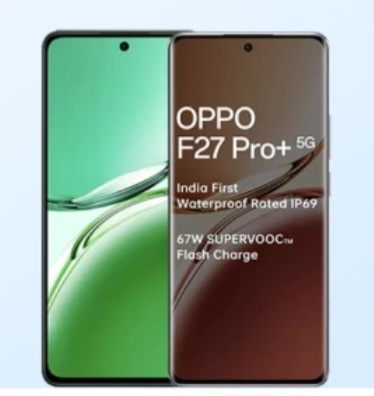 OPPO
F27 Pro+ 5G
India First
Waterproof Rated IP69
67W SUPERVOOC™
Flash Charge